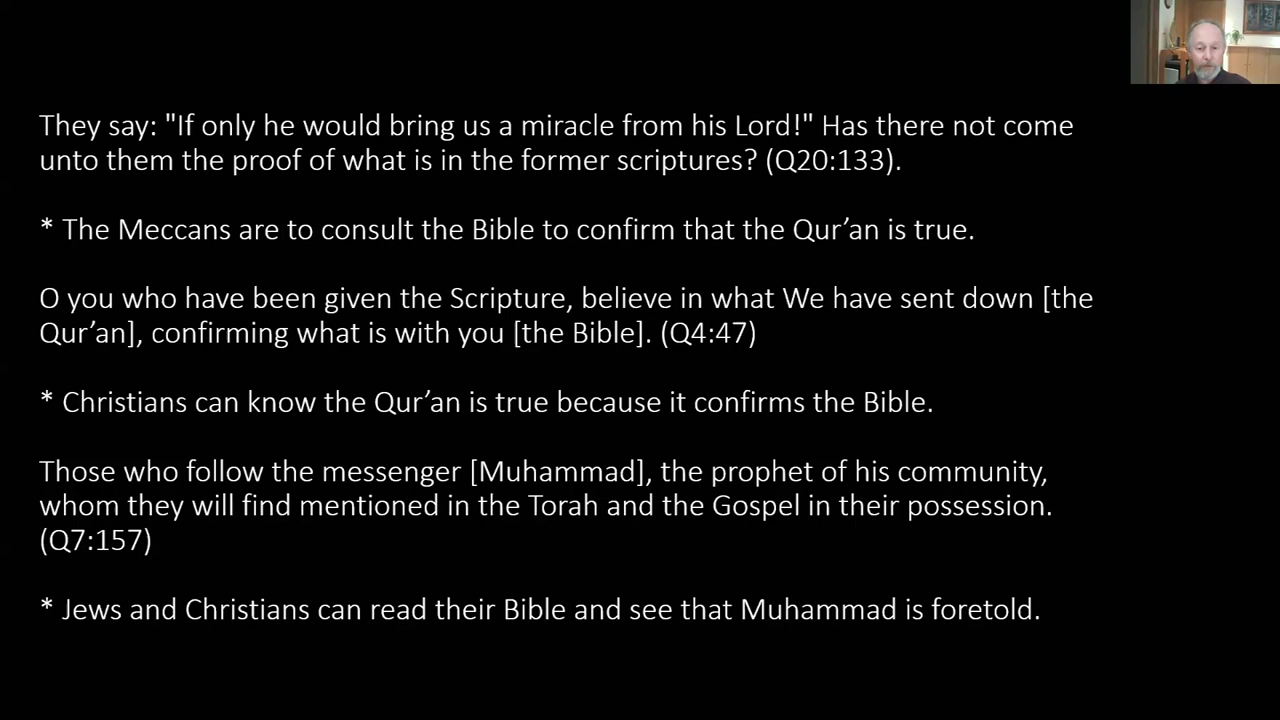 They say: "If only he would bring us a miracle from his Lord!" Has there not come
unto them the proof of what is in the former scriptures? (Q20:133).
* The Meccans are to consult the Bible to confirm that the Qur’an is true.
O you who have been given the Scripture, believe in what We have sent down [the
Qur’an], confirming what is with you [the Bible]. (Q4:47)
* Christians can know the Qur’an is true because it confirms the Bible.
Those who follow the messenger [Muhammad], the prophet of his community,
whom they will find mentioned in the Torah and the Gospel in their possession.
(Q7:157)
* Jews and Christians can read their Bible and see that Muhammad is foretold.